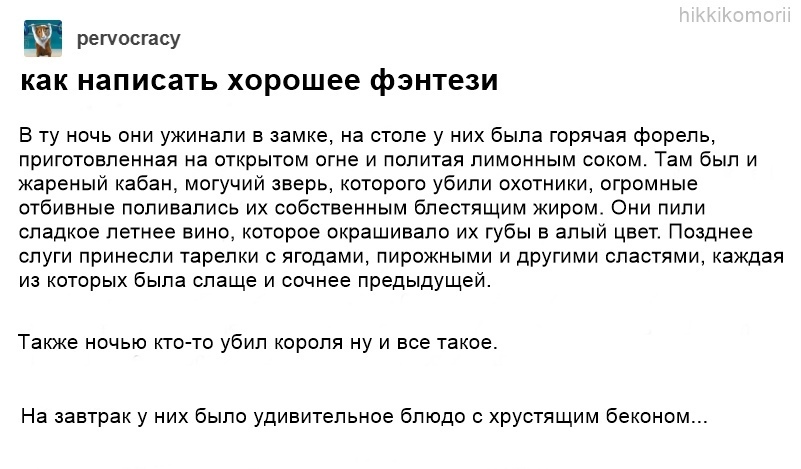 hikkikomorii
pervocracy
как написать хорошее фэнтези
В ту ночь они ужинали в замке, на столе у них была горячая форель,
приготовленная на открытом огне и политая лимонным соком. Там был и
жареный кабан, могучий зверь, которого убили охотники, огромные
отбивные поливались их собственным блестящим жиром. Они пили
сладкое летнее вино, которое окрашивало их губы в алый цвет. Позднее
слуги принесли тарелки с ягодами, пирожными и другими сластями, каждая
из которых была слаще и сочнее предыдущей.
Также ночью кто-то убил короля ну и все такое.
На завтрак у них было удивительное блюдо с хрустящим беконом...